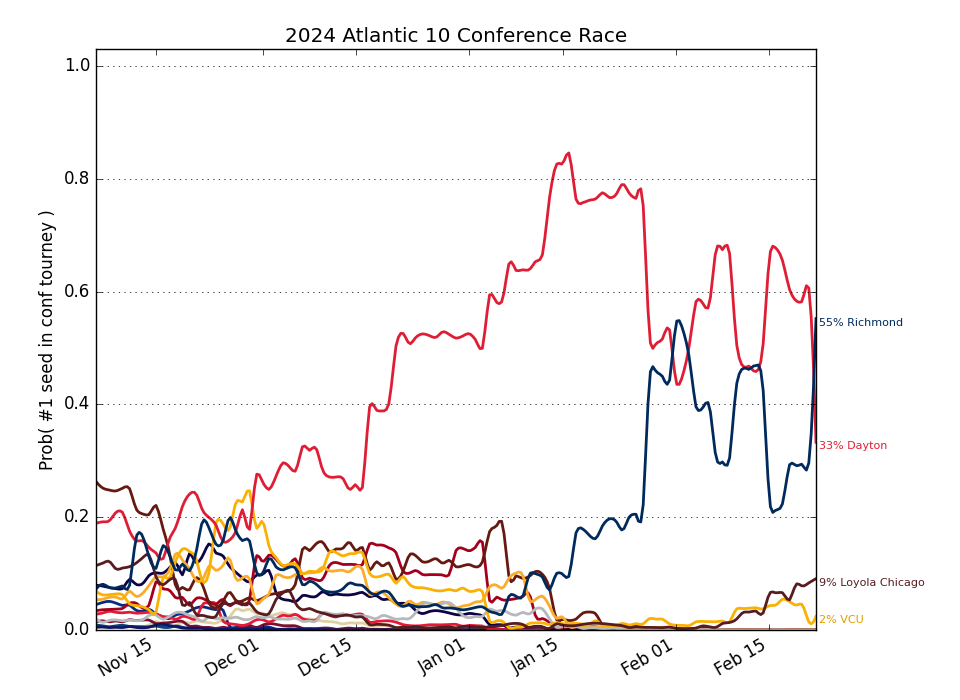 2024 Atlantic 10 Conference Race
Prob( #1 seed in conf tourney )
1.0
0.8
0.6
0.4
0.2
0.0
55% Richmond
33% Dayton
9% Loyola Chicago
2% VCU
Nov 15
Dec 01
Dec 15
Jan 01
Jan 15
Feb 01
Feb 15